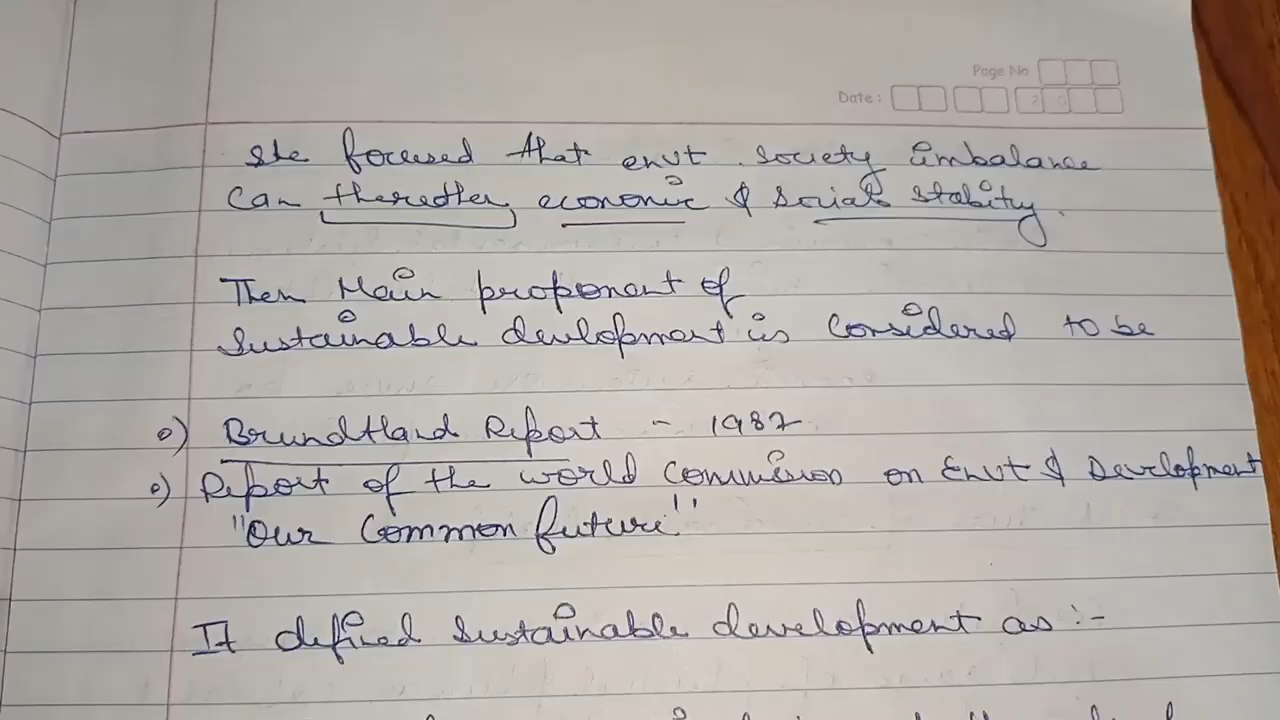 Page No
Date: 20
She focused that envt society imbalance
can thereother economic & social stability.
Then Main proponent of
sustainable development is considered to be
o) Brundtland Report - 1987
o) Report of the world Commission on Envt & Development
"Our Common future"
It defined sustainable development as :-